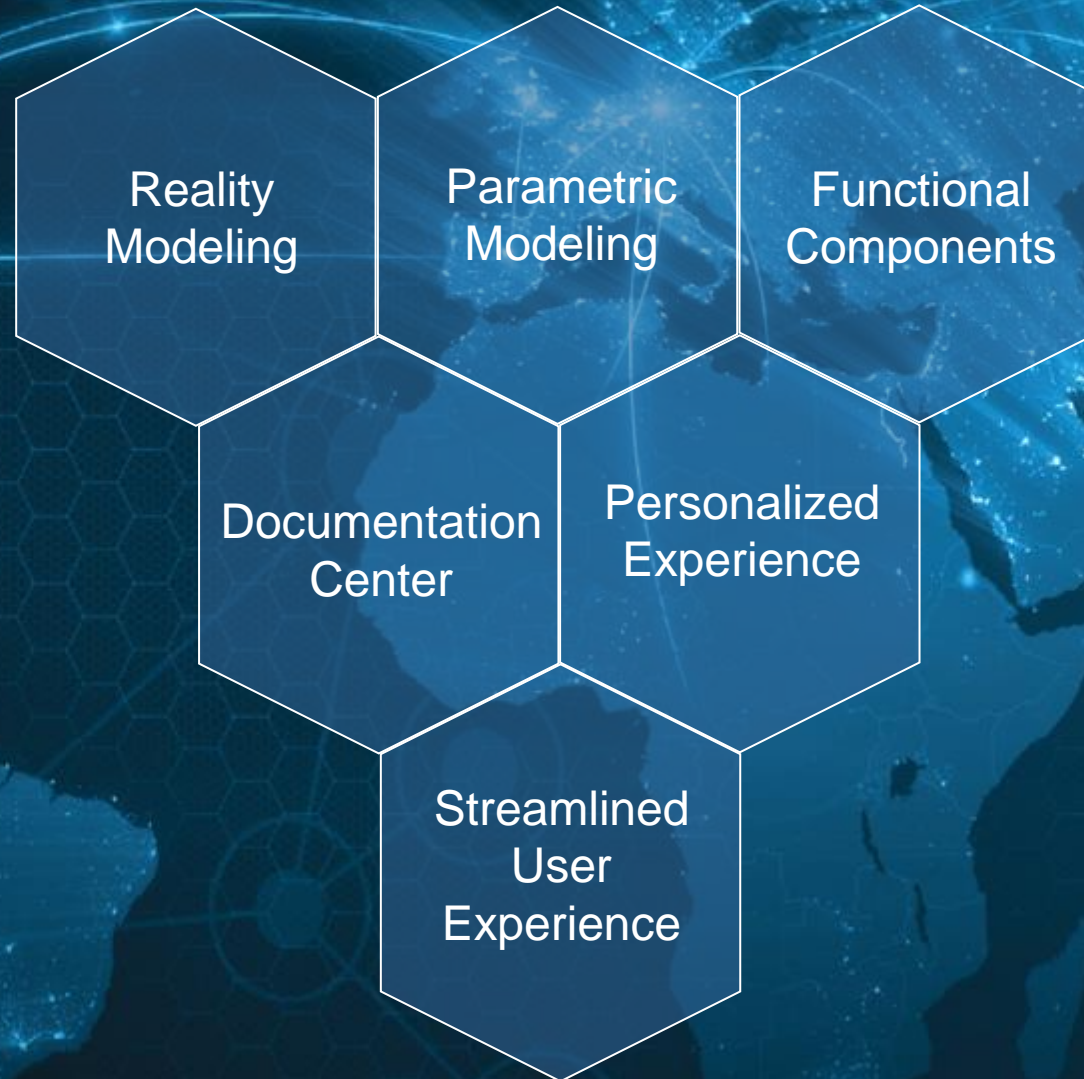 Reality
Modeling
Parametric
Modeling
Functional
Components
Documentation
Center
Personalized
Experience
Streamlined
User
Experience